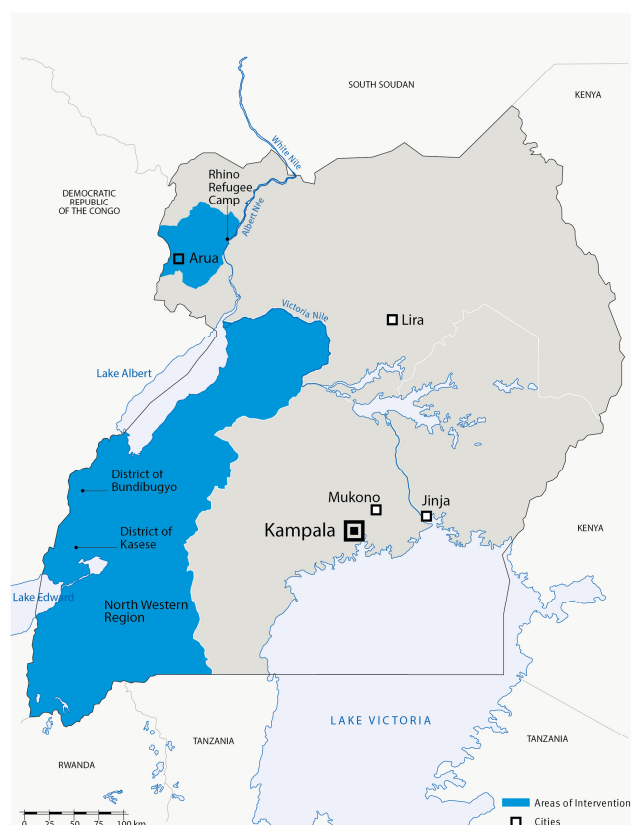 SOUTH SOUDAN
KENYA
White Nile
Rhino
Refugee
Camp
DEMOCRATIC
REPUBLIC
OF THE CONGO
Albert Nile
Arua
Victoria Nile
Lira
Lake Albert
District of
Bundibugyo
Mukono
Jinja
Kampala
District of
Kasese
KENYA
Lake Edward
North Western
Region
LAKE VICTORIA
TANZANIA
TANZANIA
RWANDA
Areas of Intervention
0 25 50 75 100 km
Cities